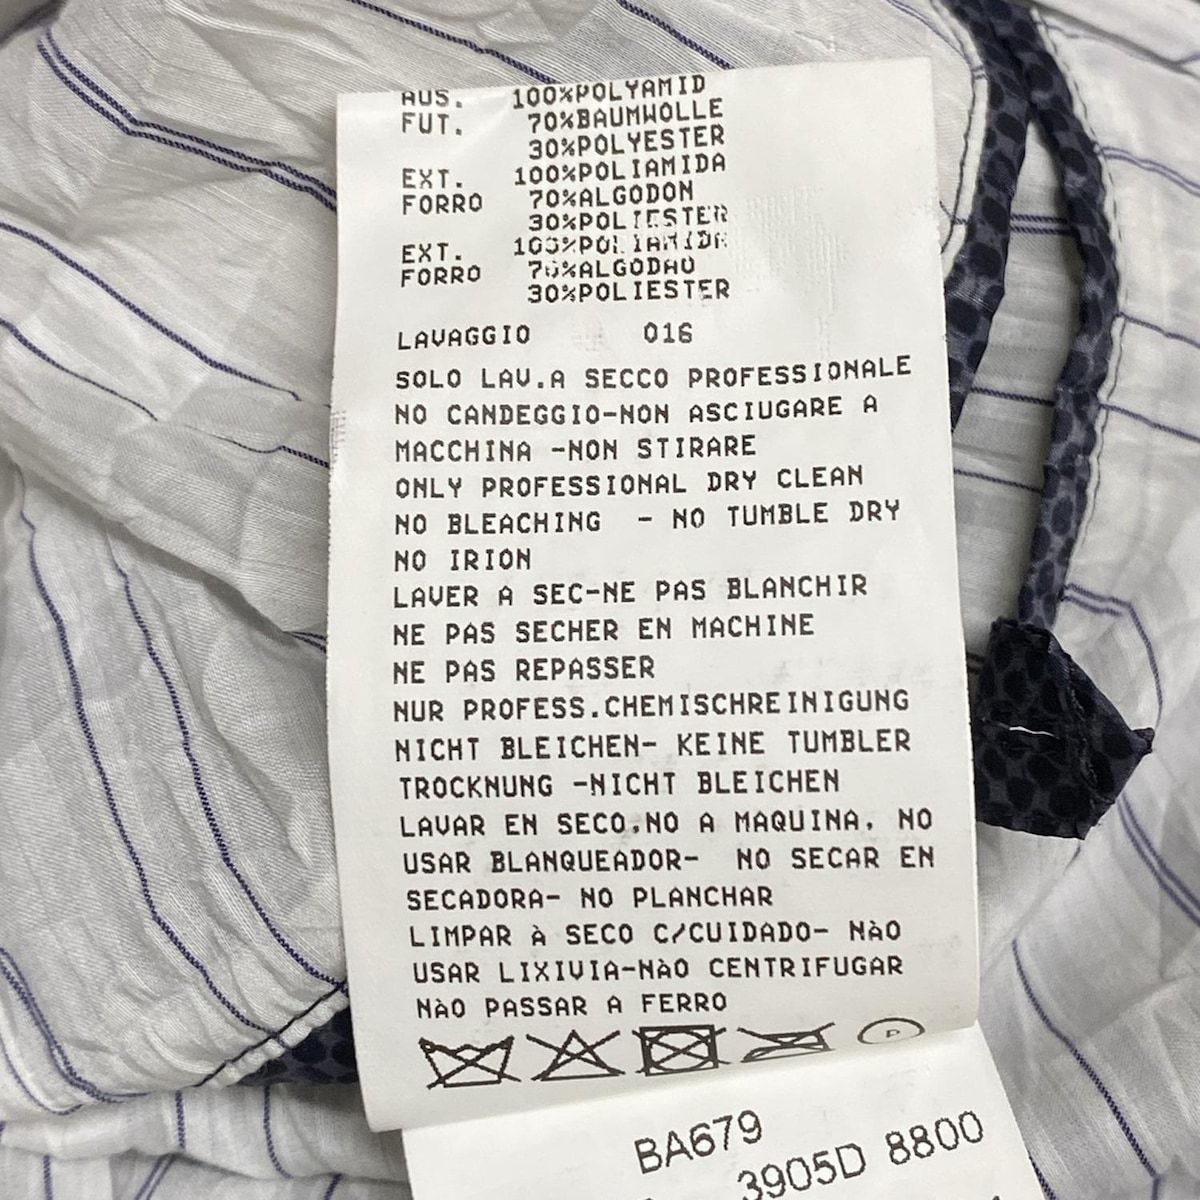 AUS. 100%POLYAMID
FUT. 70%BAUMWOLLE
30%POLYESTER
EXT. 100%POLIAMIDA
FORRO 70%ALGODON
30%POLIESTER
EXT. 100%POLIAMIDA
FORRO 70%ALGODAO
30%POLIESTER
LAVAGGIO 016
SOLO LAV.A SECCO PROFESSIONALE
NO CANDEGGIO-NON ASCIUGARE A
MACCHINA -NON STIRARE
ONLY PROFESSIONAL DRY CLEAN
NO BLEACHING - NO TUMBLE DRY
NO IRION
LAVER A SEC-NE PAS BLANCHIR
NE PAS SECHER EN MACHINE
NE PAS REPASSER
NUR PROFESS.CHEMISCHREINIGUNG
NICHT BLEICHEN- KEINE TUMBLER
TROCKNUNG -NICHT BLEICHEN
LAVAR EN SECO,NO A MAQUINA, NO
USAR BLANQUEADOR- NO SECAR EN
SECADORA- NO PLANCHAR
LIMPAR À SECO C/CUIDADO- NÀO
USAR LIXIVIA-NÀO CENTRIFUGAR
NÀO PASSAR A FERRO
P
BA679
3905D 8800